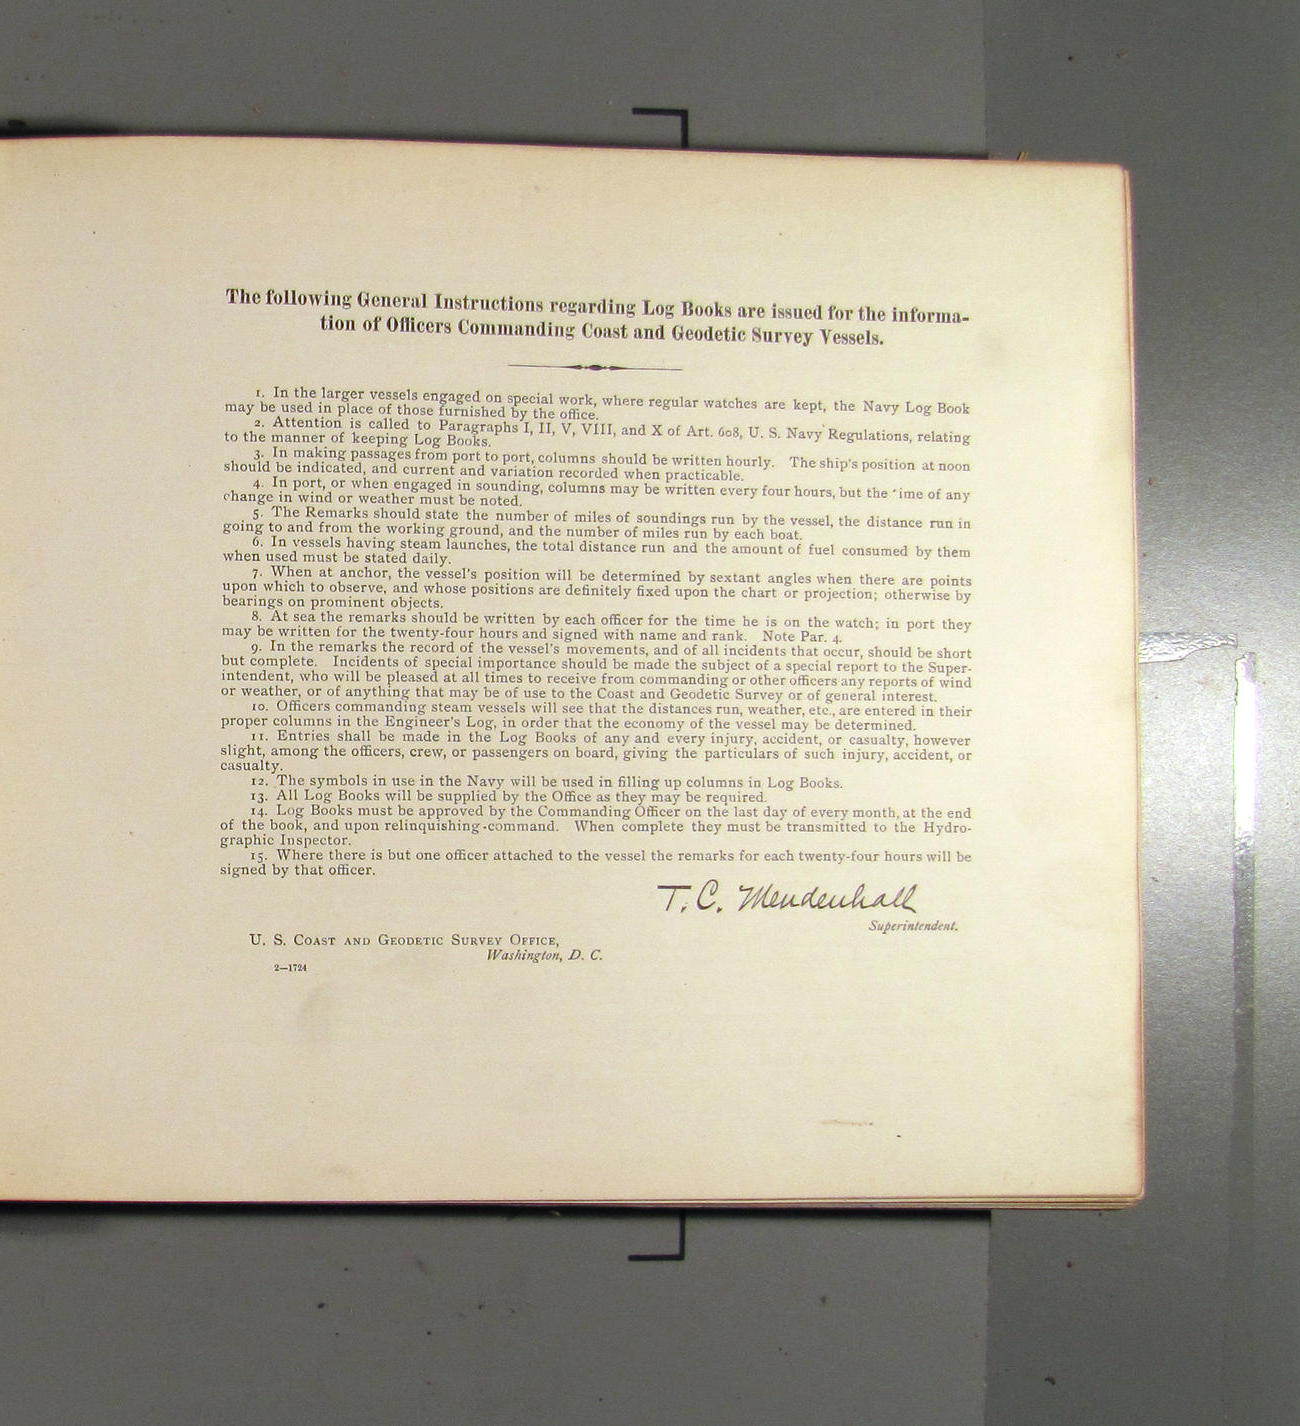 The following General Instructions regarding Log Books are issued for the informa-
tion of Officers Commanding Coast and Geodetic Survey Vessels.
1. In the larger vessels engaged on special work, where regular watches are kept, the Navy Log Book
may be used in place of those furnished by the office.
2. Attention is called to Paragraphs I, II, V, VIII, and X of Art. 608, U. S. Navy Regulations, relating
to the manner of keeping Log Books.
3. In making passages from port to port, columns should be written hourly. The ship's position at noon
should be indicated, and current and variation recorded when practicable.
4. In port, or when engaged in sounding, columns may be written every four hours, but the 'ime of any
change in wind or weather must be noted.
5. The Remarks should state the number of miles of soundings run by the vessel, the distance run in
going to and from the working ground, and the number of miles run by each boat.
6. In vessels having steam launches, the total distance run and the amount of fuel consumed by them
when used must be stated daily.
7. When at anchor, the vessel's position will be determined by sextant angles when there are points
upon which to observe, and whose positions are definitely fixed upon the chart or projection; otherwise by
bearings on prominent objects.
8. At sea the remarks should be written by each officer for the time he is on the watch; in port they
may be written for the twenty-four hours and signed with name and rank. Note Par. 4.
9. In the remarks the record of the vessel's movements, and of all incidents that occur, should be short
but complete. Incidents of special importance should be made the subject of a special report to the Super-
intendent, who will be pleased at all times to receive from commanding or other officers any reports of wind
or weather, or of anything that may be of use to the Coast and Geodetic Survey or of general interest.
10. Officers commanding steam vessels will see that the distances run, weather, etc., are entered in their
proper columns in the Engineer's Log, in order that the economy of the vessel may be determined.
11. Entries shall be made in the Log Books of any and every injury, accident, or casualty, however
slight, among the officers, crew, or passengers on board, giving the particulars of such injury, accident, or
casualty.
12. The symbols in use in the Navy will be used in filling up columns in Log Books.
13. All Log Books will be supplied by the Office as they may be required.
14. Log Books must be approved by the Commanding Officer on the last day of every month, at the end
of the book, and upon relinquishing-command. When complete they must be transmitted to the Hydro-
graphic Inspector.
15. Where there is but one officer attached to the vessel the remarks for each twenty-four hours will be
signed by that officer.
T. C. Mendenhall
Superintendent.
U. S. COAST AND GEODETIC SURVEY OFFICE,
Washington, D. C.
2—1724